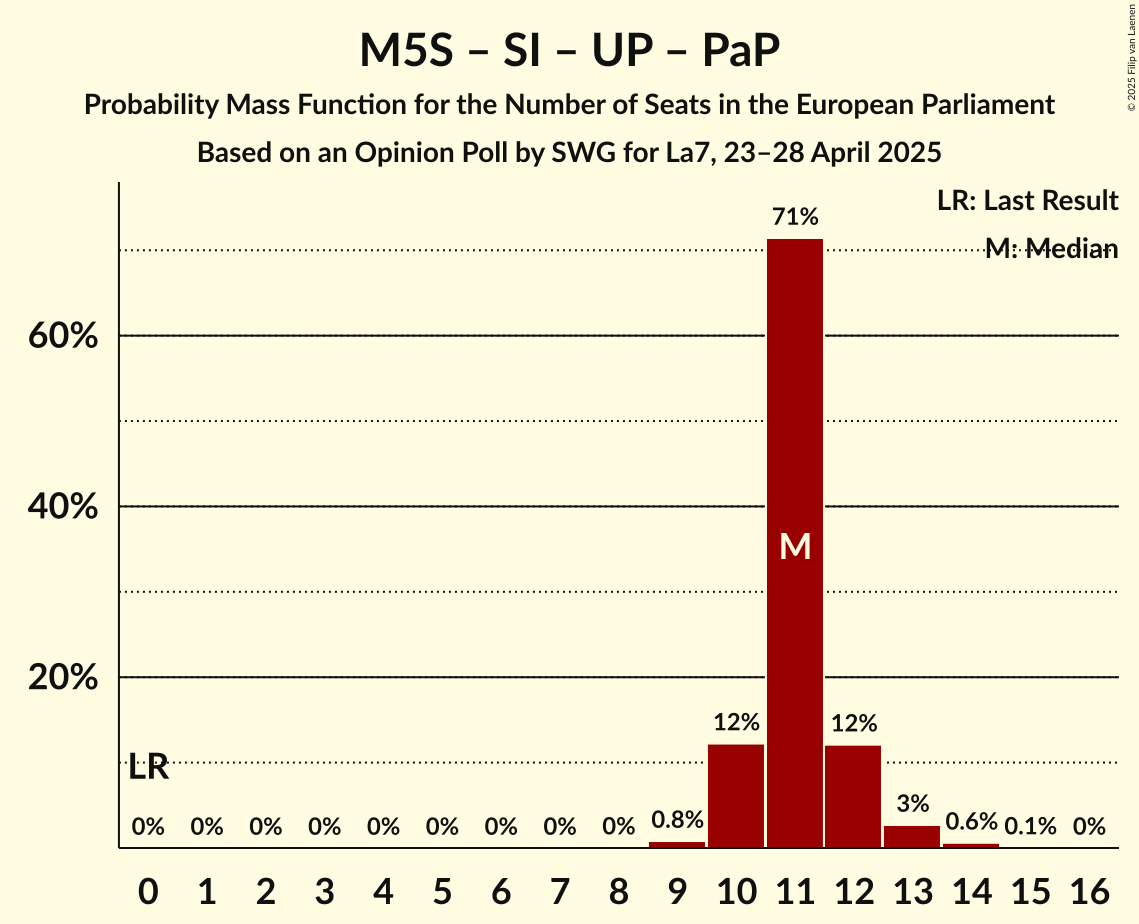 M5S – SI – UP – PaP
Probability Mass Function for the Number of Seats in the European Parliament
Based on an Opinion Poll by SWG for La7, 23–28 April 2025
© 2025 Filip van Laenen
LR: Last Result
M: Median
60%
40%
20%
71%
M
12%
12%
LR
0%
0%
0%
0%
0%
0%
0%
0%
0%
0.8%
3%
0.6%
0.1%
0%
0 1 2 3 4 5 6 7 8 9 10 11 12 13 14 15 16